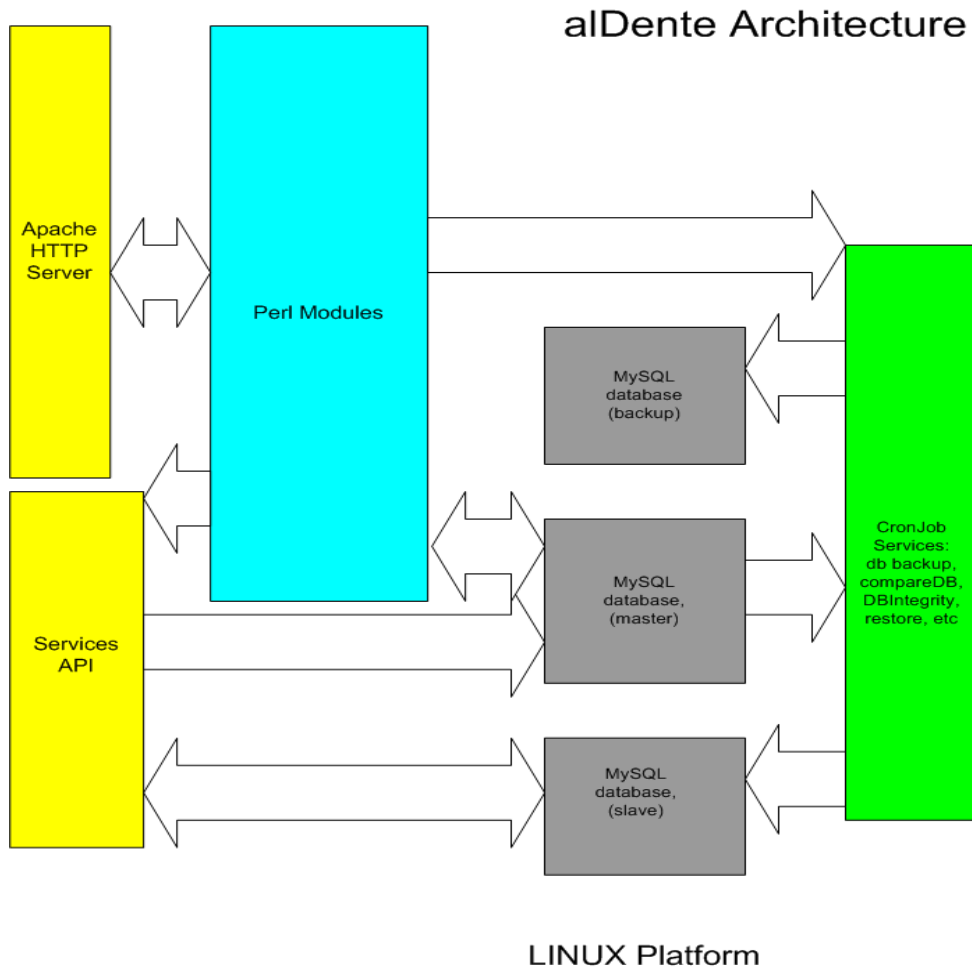 alDente Architecture
Apache
HTTP
Server
Perl Modules
MySQL
database
(backup)
CronJob
Services:
db backup,
compareDB,
DBIntegrity,
restore, etc
MySQL
database,
(master)
Services
API
MySQL
database,
(slave)
LINUX Platform